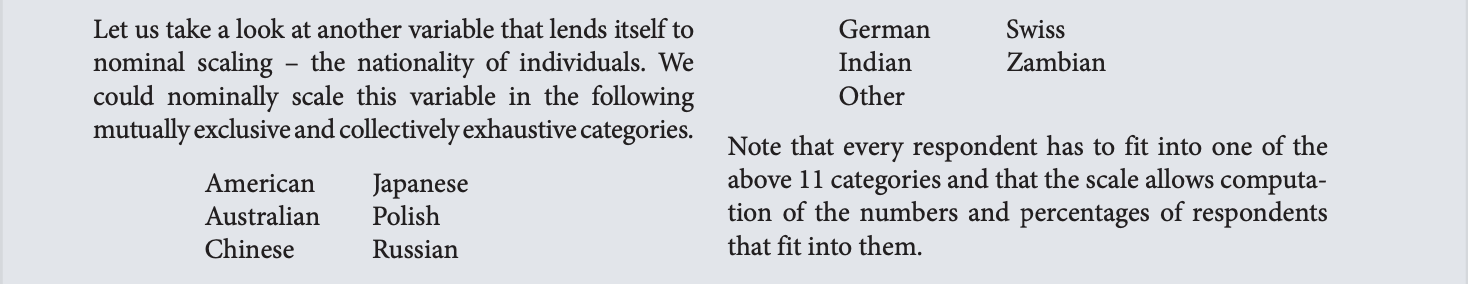 Let us take a look at another variable that lends itself to
nominal scaling – the nationality of individuals. We
could nominally scale this variable in the following
mutually exclusive and collectively exhaustive categories.
American Japanese
Australian Polish
Chinese Russian
German Swiss
Indian Zambian
Other
Note that every respondent has to fit into one of the
above 11 categories and that the scale allows computa-
tion of the numbers and percentages of respondents
that fit into them.